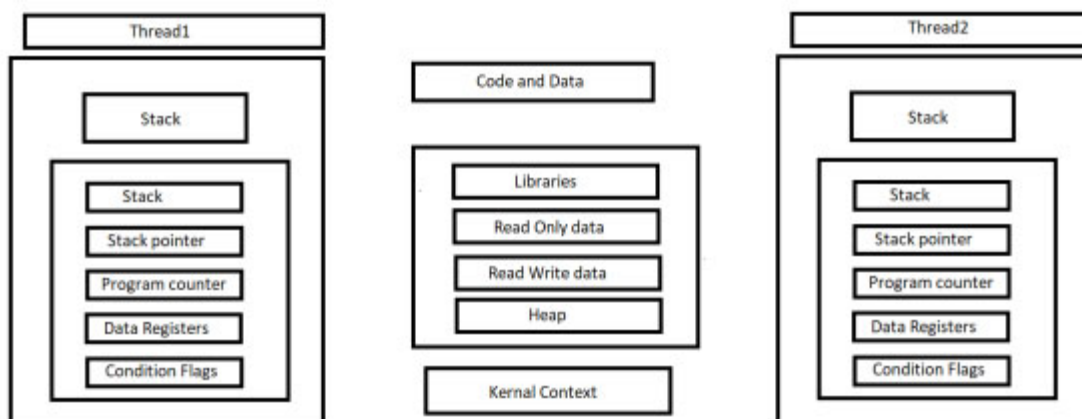 Thread1
Stack
Stack
Stack pointer
Program counter
Data Registers
Condition Flags
Code and Data
Libraries
Read Only data
Read Write data
Heap
Kernal Context
Thread2
Stack
Stack
Stack pointer
Program counter
Data Registers
Condition Flags